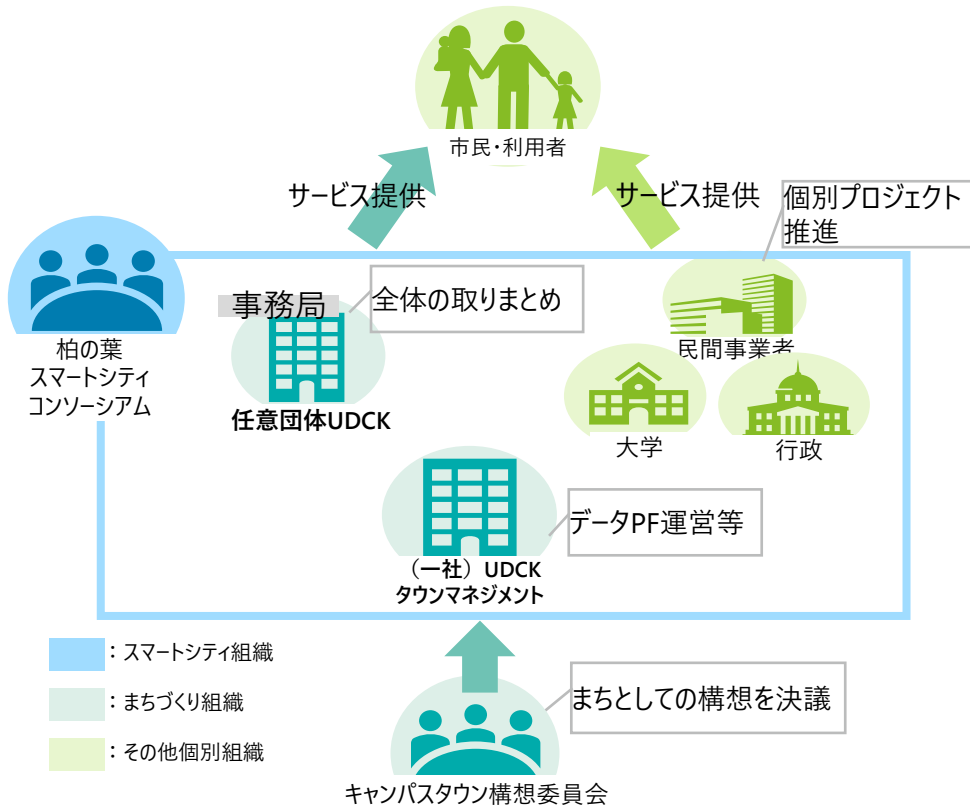 市民・利用者
サービス提供
サービス提供
個別プロジェクト
推進
事務局
全体の取りまとめ
柏の葉
スマートシティ
コンソーシアム
任意団体UDCK
民間事業者
大学
行政
データPF運営等
（一社）UDCK
タウンマネジメント
：スマートシティ組織
：まちづくり組織
：その他個別組織
まちとしての構想を決議
キャンパスタウン構想委員会